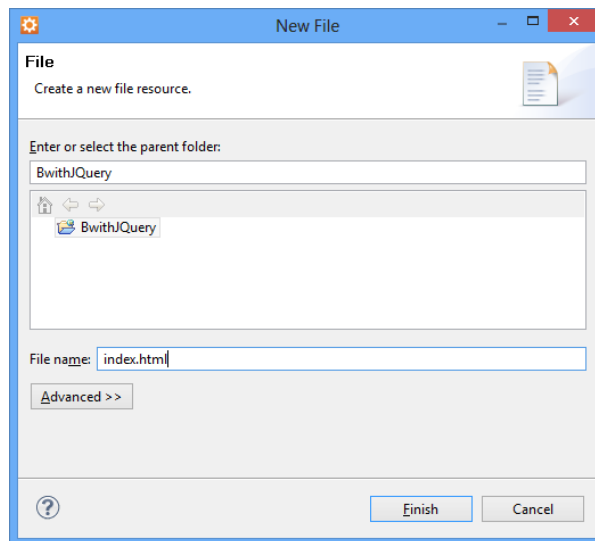 New File
File
Create a new file resource.
Enter or select the parent folder:
BwithJQuery
BwithJQuery
File name: index.html
Advanced >>
Finish Cancel